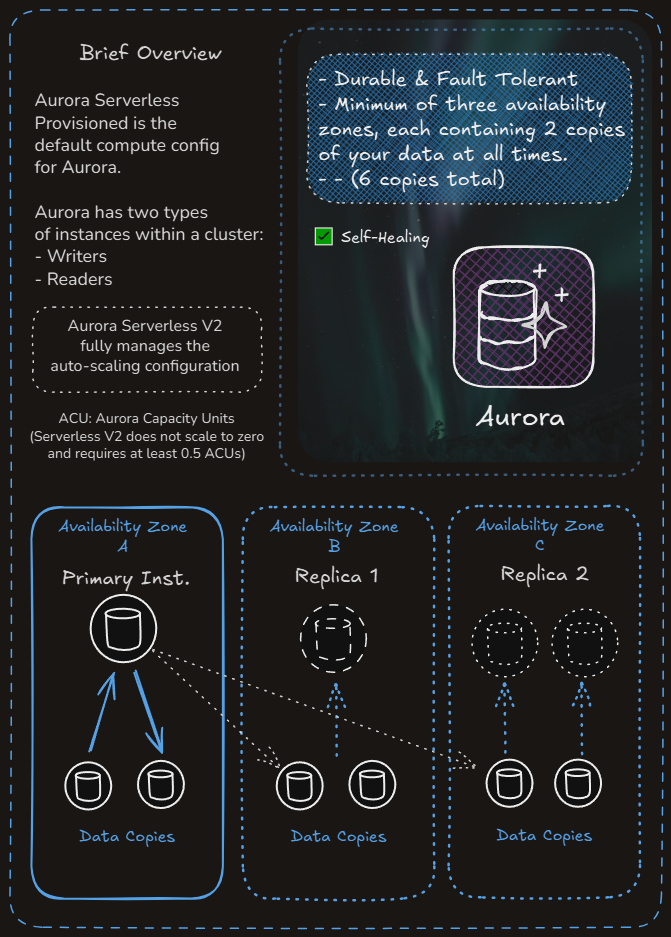 Brief Overview
Aurora Serverless
Provisioned is the
default compute config
for Aurora.
Aurora has two types
of instances within a cluster:
- Writers
- Readers
Aurora Serverless V2
fully manages the
auto-scaling configuration
ACU: Aurora Capacity Units
(Serverless V2 does not scale to zero
and requires at least 0.5 ACUs)
- Durable & Fault Tolerant
- Minimum of three availability
zones, each containing 2 copies
of your data at all times.
- - (6 copies total)
Self-Healing
Aurora
Availability Zone
A
Primary Inst.
Data Copies
Availability Zone
B
Replica 1
Data Copies
Availability Zone
C
Replica 2
Data Copies